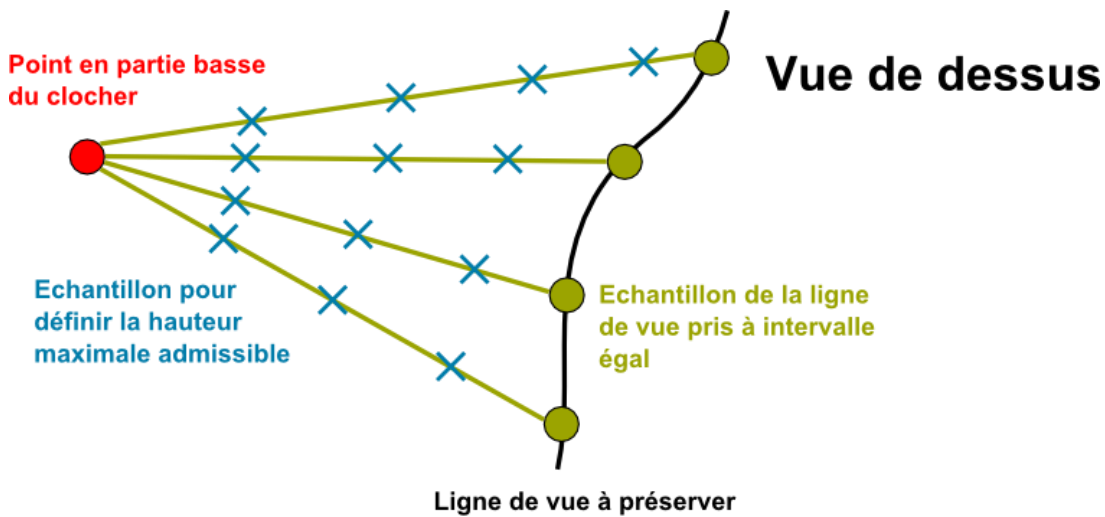 Point en partie basse
du clocher
Vue de dessus
Echantillon pour
définir la hauteur
maximale admissible
Echantillon de la ligne
de vue pris à intervalle
égal
Ligne de vue à préserver